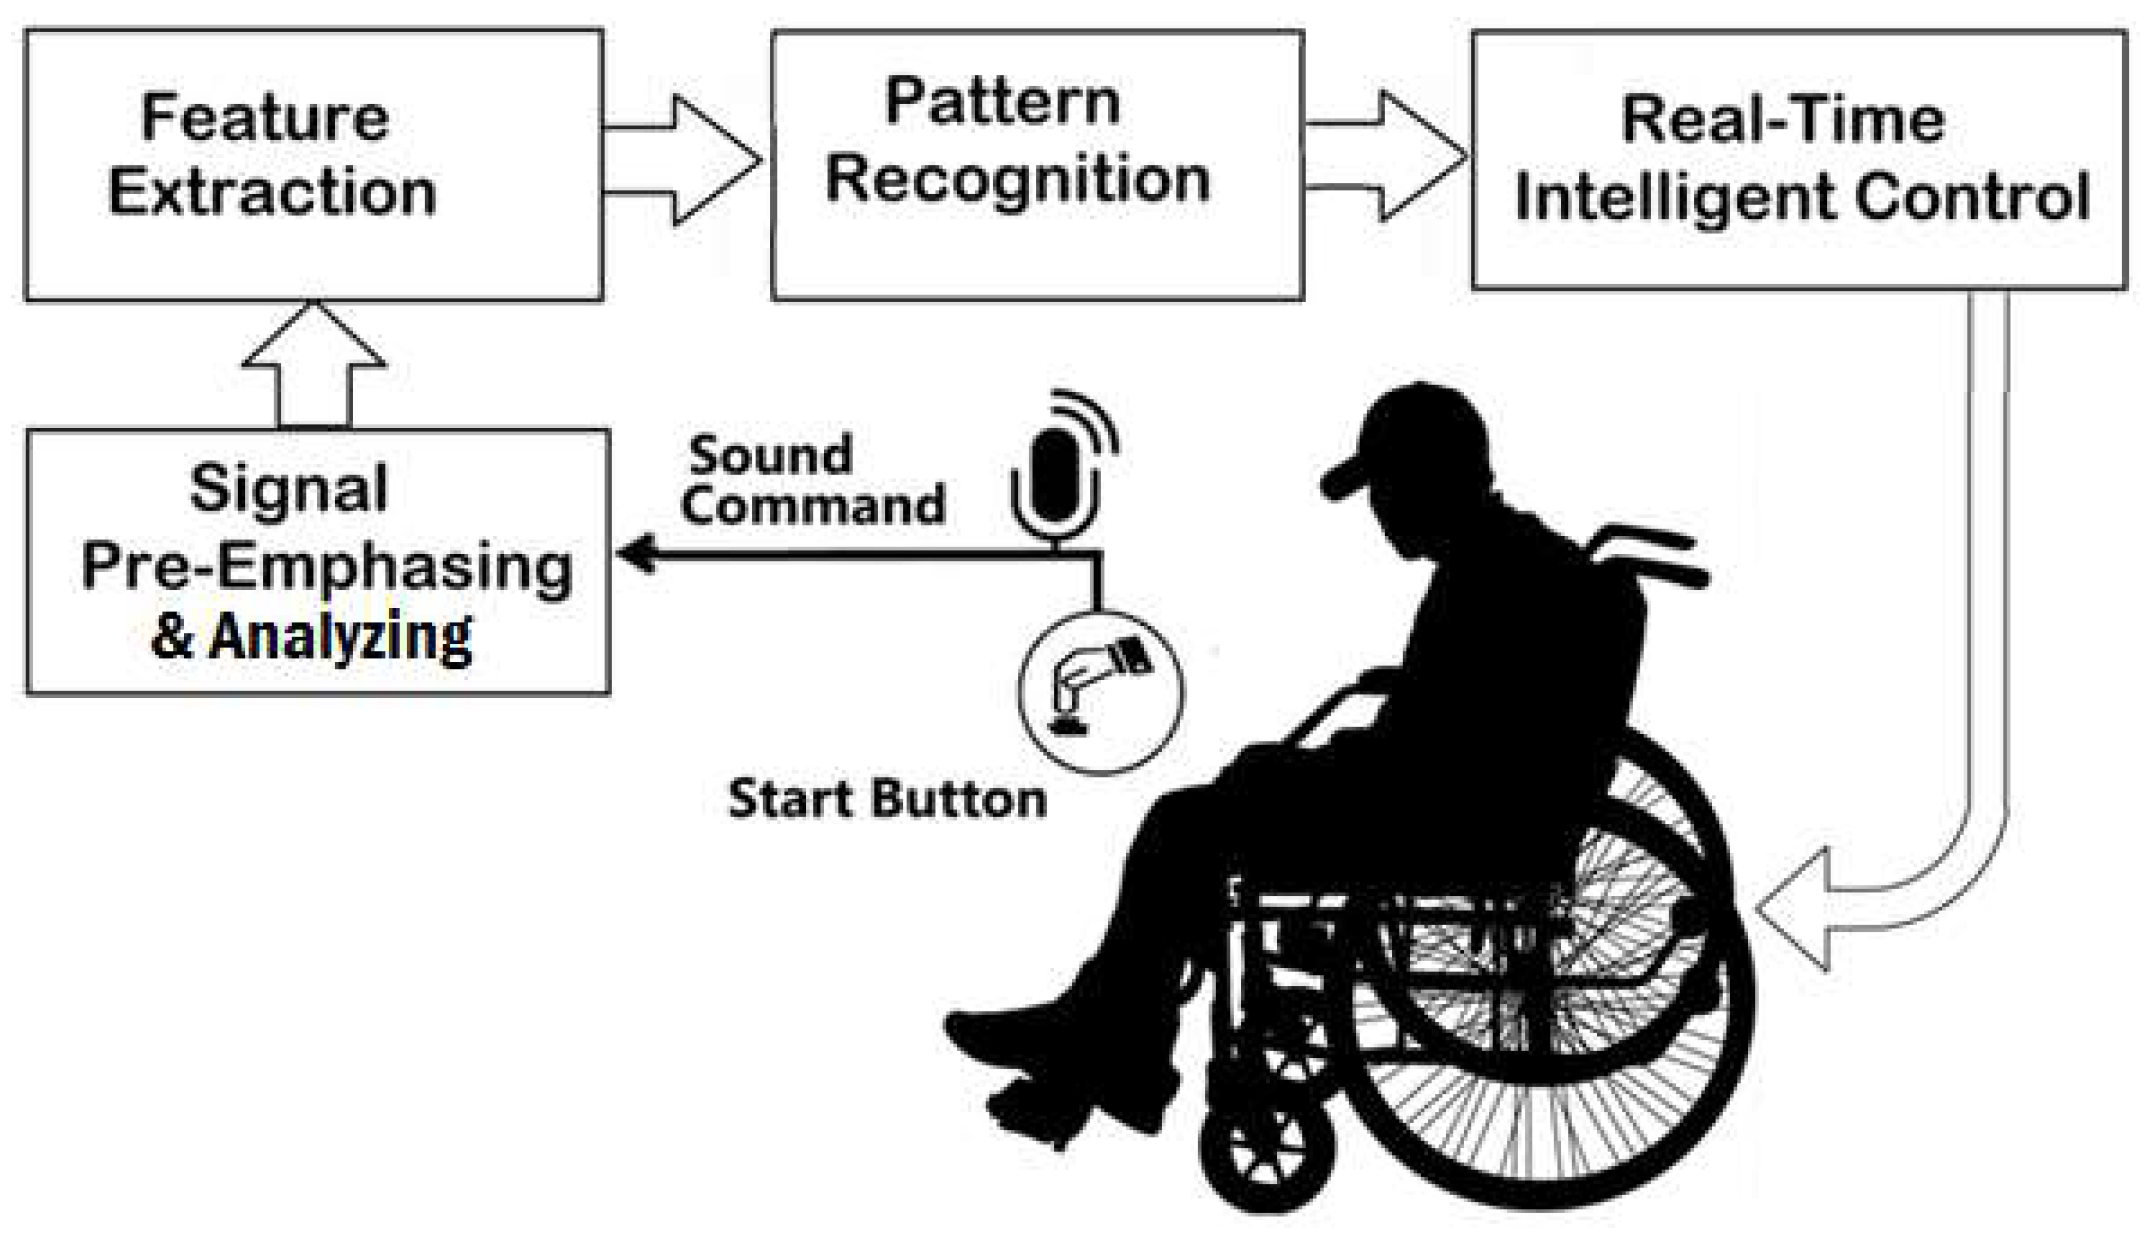 Feature
Extraction
Pattern
Recognition
Real-Time
Intelligent Control
Signal
Pre-Emphasing
& Analyzing
Sound
Command
Start Button